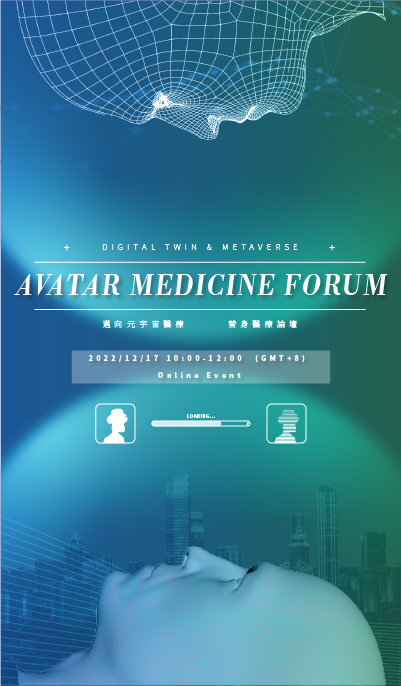 + DIGITAL TWIN & METAVERSE +
AVATAR MEDICINE FORUM
邁向元宇宙醫療 替身醫療論壇
2022/12/17 10:00-12:00 (GMT+8)
Online Event
LOADING...